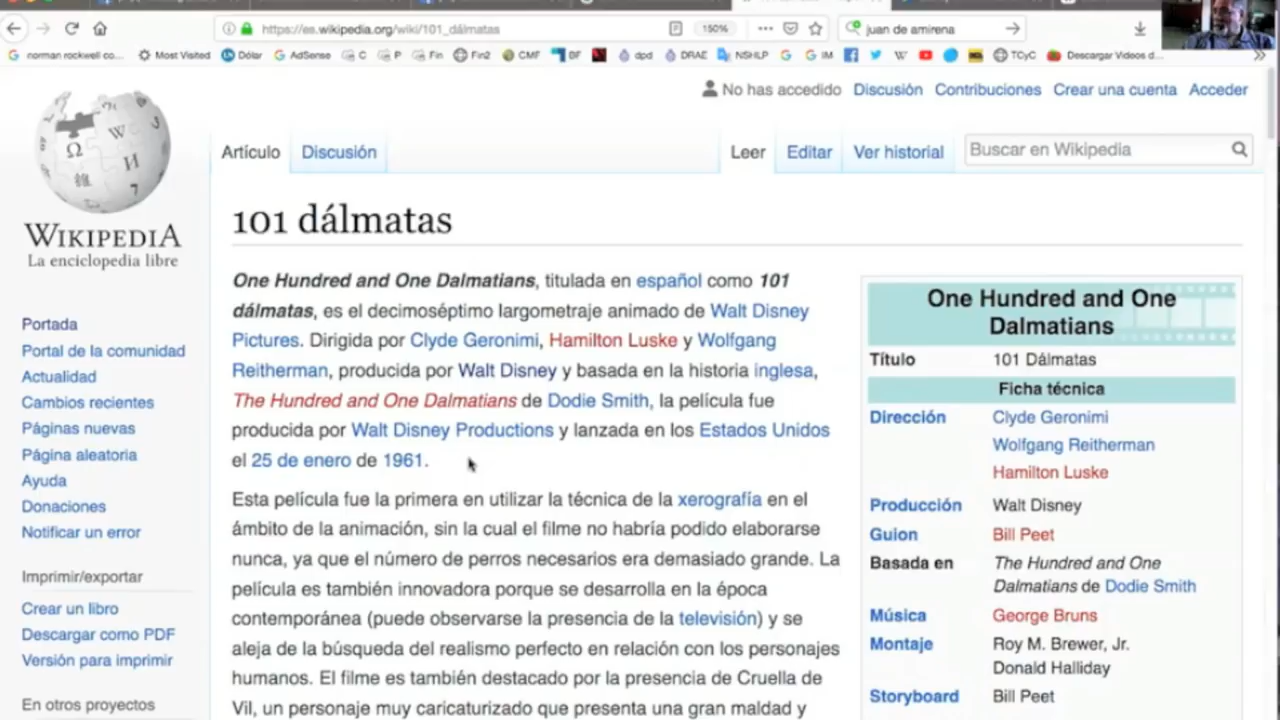 https://es.wikipedia.org/wiki/101_dálmatas
150%
juan de amirena
norman rockwell co... Most Visited Dólar AdSense C P Fin Fin2 CMF BF dpd DRAE NSHLP G IM W TCyC Descargar Vídeos d...
No has accedido Discusión Contribuciones Crear una cuenta Acceder
Artículo Discusión Leer Editar Ver historial Buscar en Wikipedia
WIKIPEDIA
La enciclopedia libre
Portada
Portal de la comunidad
Actualidad
Cambios recientes
Páginas nuevas
Página aleatoria
Ayuda
Donaciones
Notificar un error
Imprimir/exportar
Crear un libro
Descargar como PDF
Versión para imprimir
En otros proyectos
101 dálmatas
One Hundred and One Dalmatians, titulada en español como 101
dálmatas, es el decimoséptimo largometraje animado de Walt Disney
Pictures. Dirigida por Clyde Geronimi, Hamilton Luske y Wolfgang
Reitherman, producida por Walt Disney y basada en la historia inglesa,
The Hundred and One Dalmatians de Dodie Smith, la película fue
producida por Walt Disney Productions y lanzada en los Estados Unidos
el 25 de enero de 1961.
Esta película fue la primera en utilizar la técnica de la xerografía en el
ámbito de la animación, sin la cual el filme no habría podido elaborarse
nunca, ya que el número de perros necesarios era demasiado grande. La
película es también innovadora porque se desarrolla en la época
contemporánea (puede observarse la presencia de la televisión) y se
aleja de la búsqueda del realismo perfecto en relación con los personajes
humanos. El filme es también destacado por la presencia de Cruella de
Vil, un personaje muy caricaturizado que presenta una gran maldad y
One Hundred and One
Dalmatians
Título 101 Dálmatas
Ficha técnica
Dirección Clyde Geronimi
Wolfgang Reitherman
Hamilton Luske
Producción Walt Disney
Guion Bill Peet
Basada en The Hundred and One
Dalmatians de Dodie Smith
Música George Bruns
Montaje Roy M. Brewer, Jr.
Donald Halliday
Storyboard Bill Peet